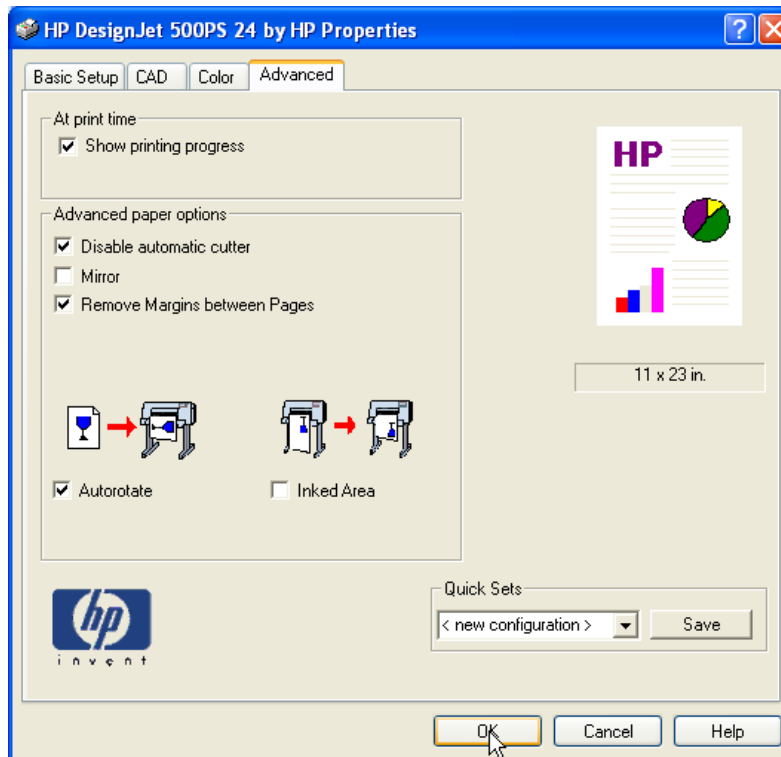 HP DesignJet 500PS 24 by HP Properties
Basic Setup CAD Color Advanced
At print time
Show printing progress
HP
Advanced paper options
Disable automatic cutter
Mirror
Remove Margins between Pages
11 x 23 in.
Autorotate Inked Area
Quick Sets
hp
< new configuration > Save
invent
OK Cancel Help